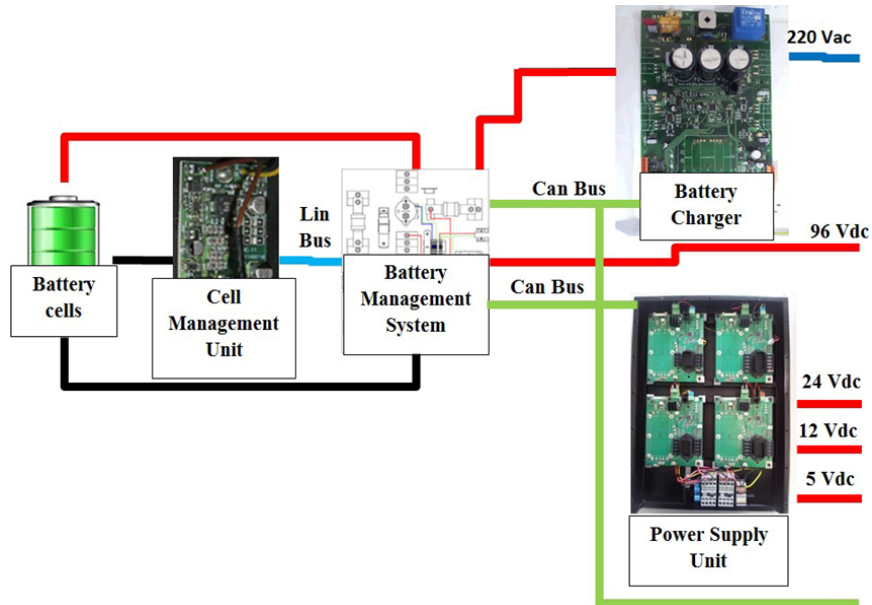 220 Vac
Can Bus
Battery
Charger
Lin
Bus
96 Vdc
Battery
cells
Cell
Management
Unit
Battery
Management
System
Can Bus
24 Vdc
12 Vdc
5 Vdc
Power Supply
Unit